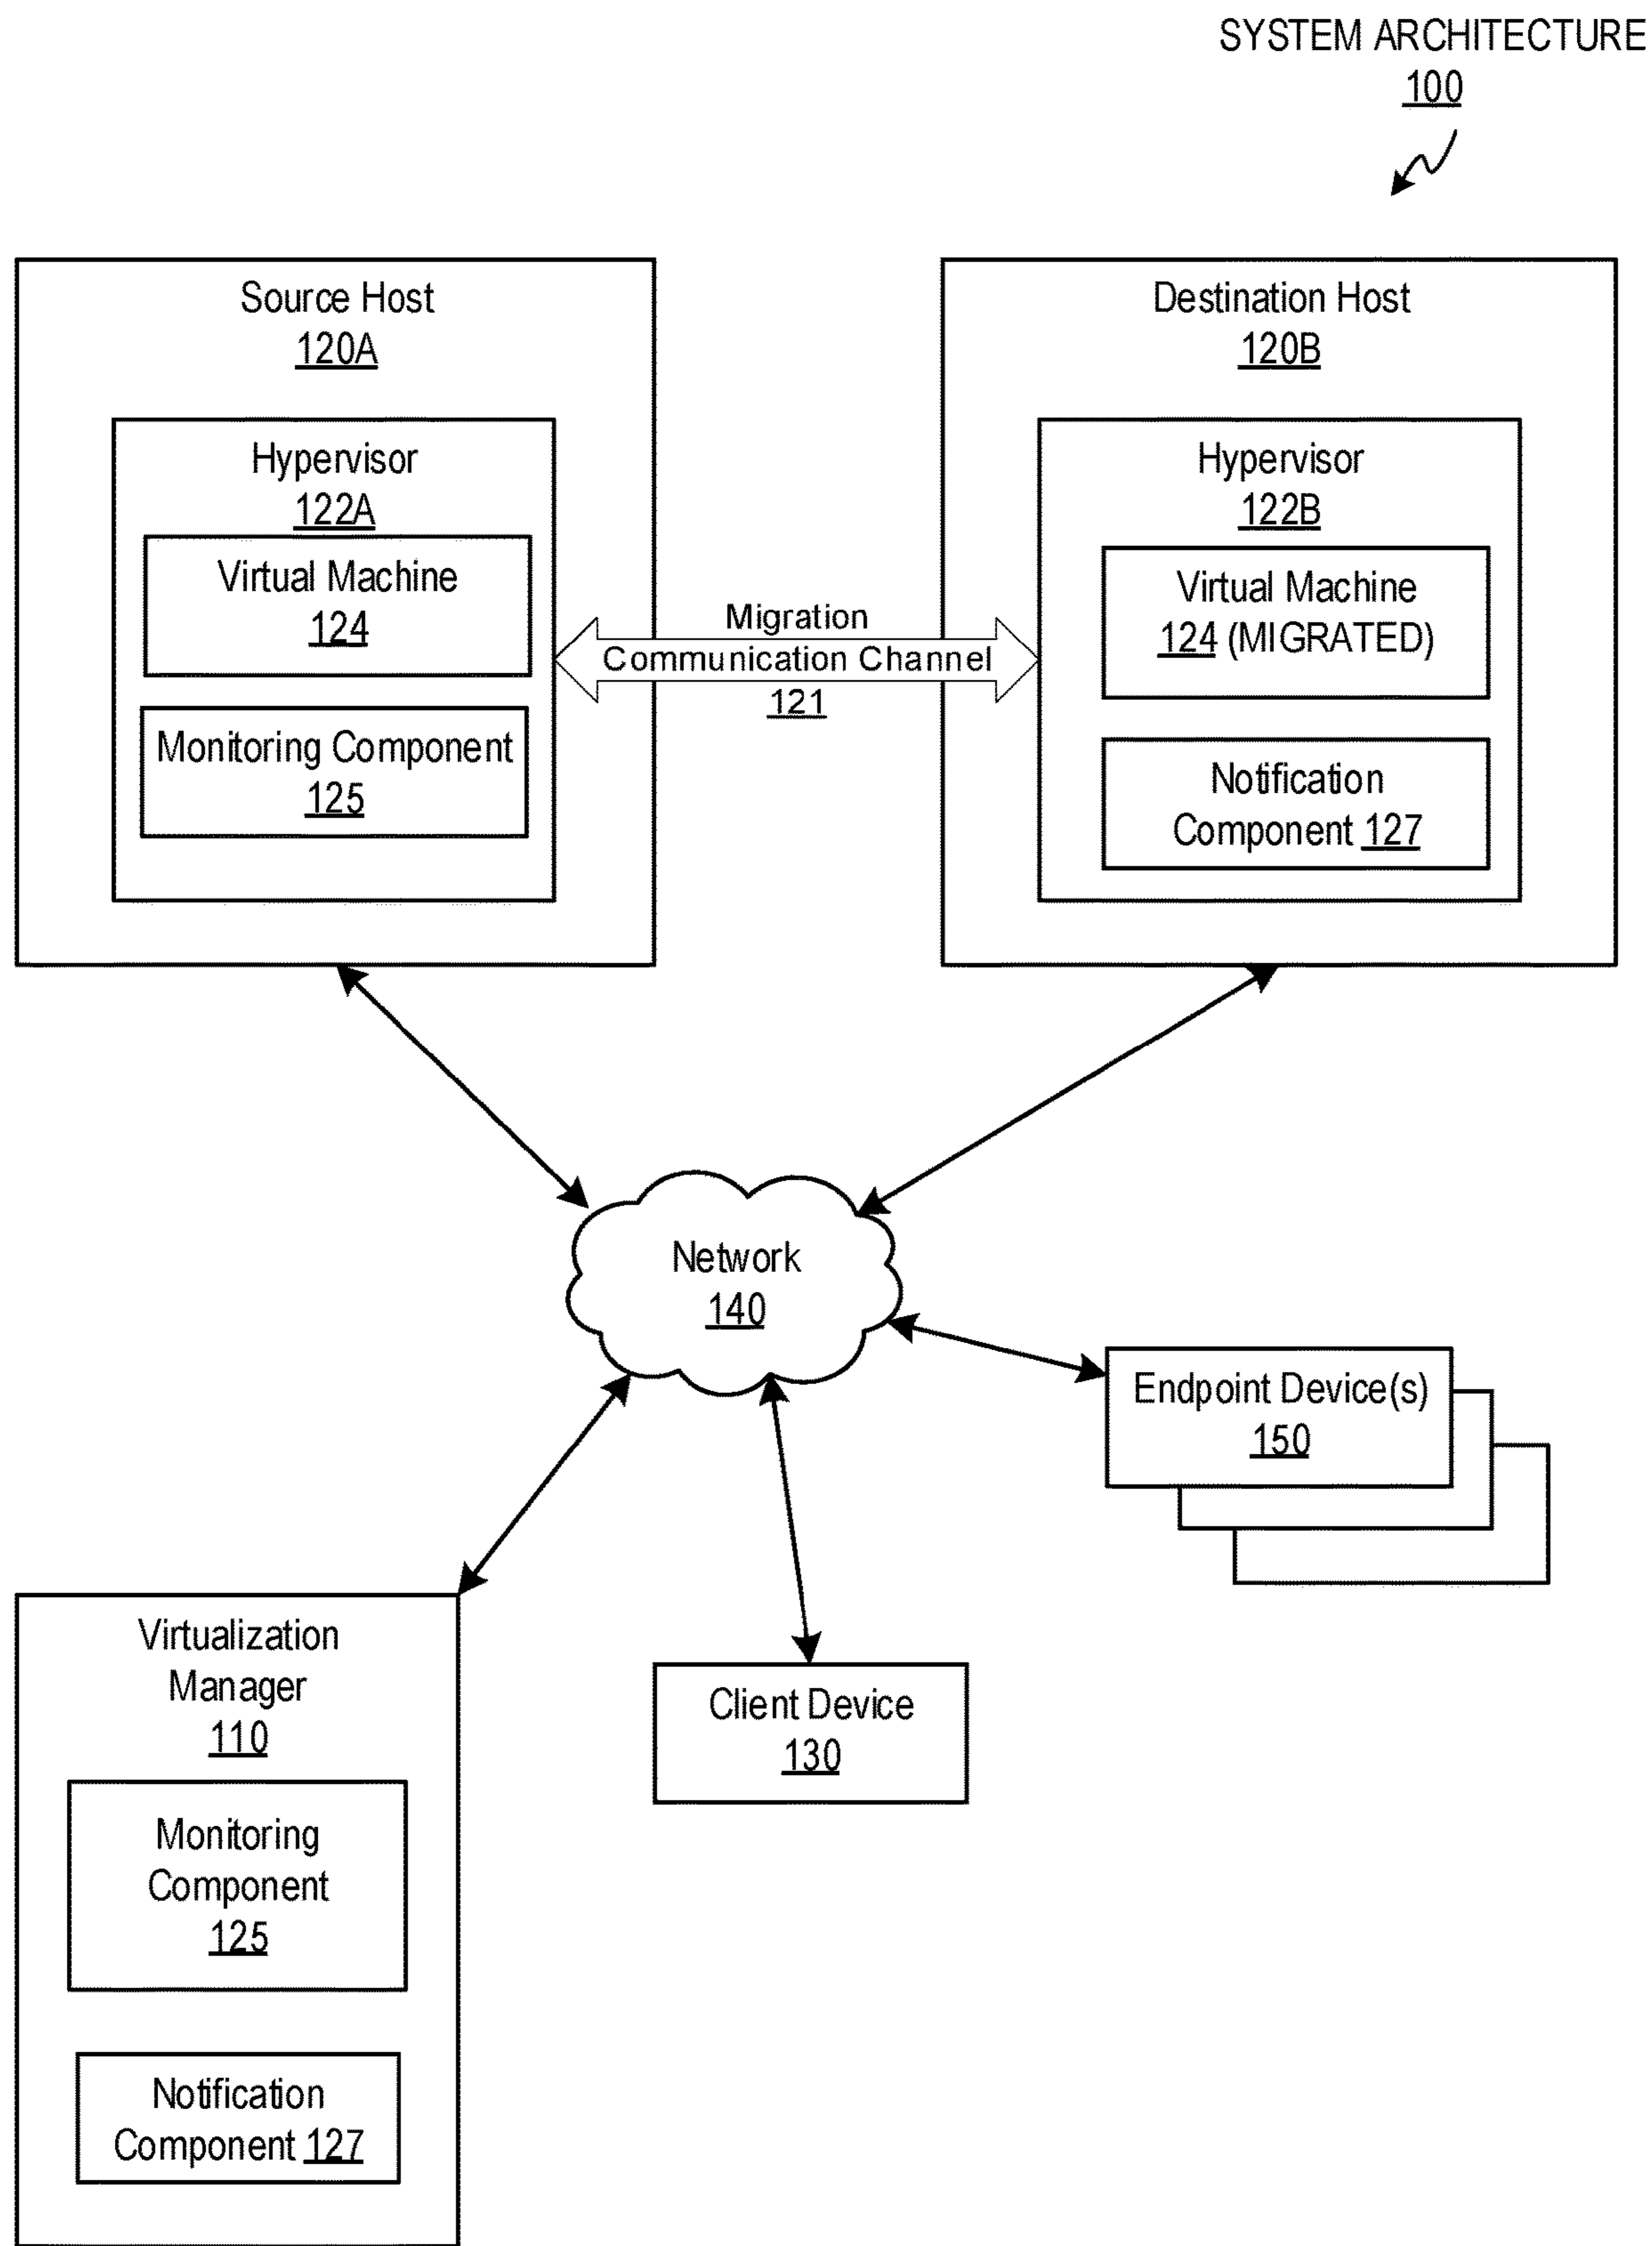 SYSTEM ARCHITECTURE
100
Source Host
120A
Hypervisor
122A
Virtual Machine
124
Monitoring Component
125
Migration
Communication Channel
121
Destination Host
120B
Hypervisor
122B
Virtual Machine
124 (MIGRATED)
Notification
Component 127
Network
140
Endpoint Device(s)
150
Virtualization
Manager
110
Monitoring
Component
125
Notification
Component 127
Client Device
130